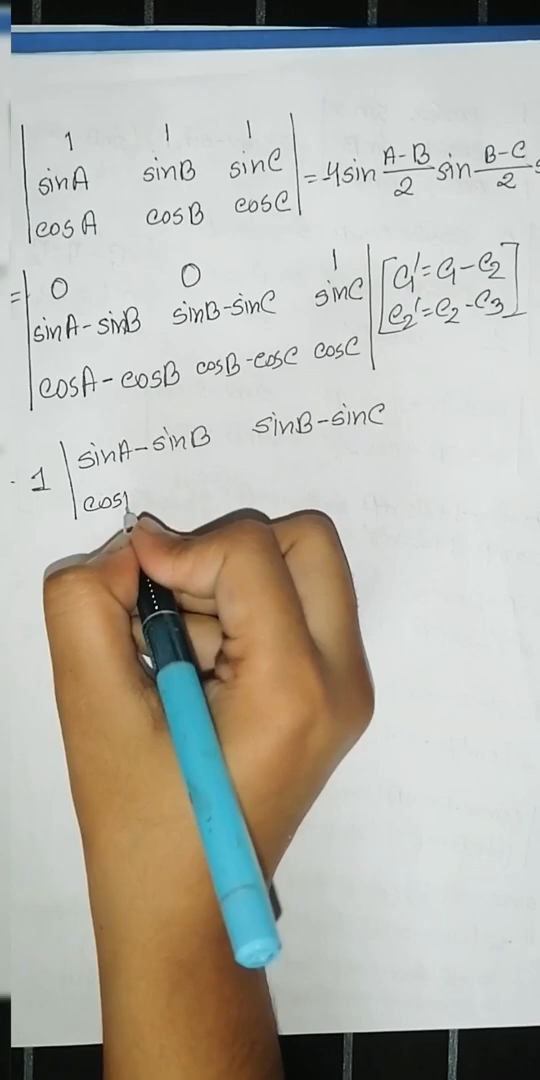 | 1 1 1 |
| sinA sinB sinC | = 4sin A-B/2 sin B-C/2
| cosA cosB cosC |
=| 0 0 1 | [C₁'=C₁-C₂
| sinA-sinB sinB-sinC sinC | C₂'=C₂-C₃]
| cosA-cosB cosB-cosC cosC |
1 | sinA-sinB sinB-sinC
| cos